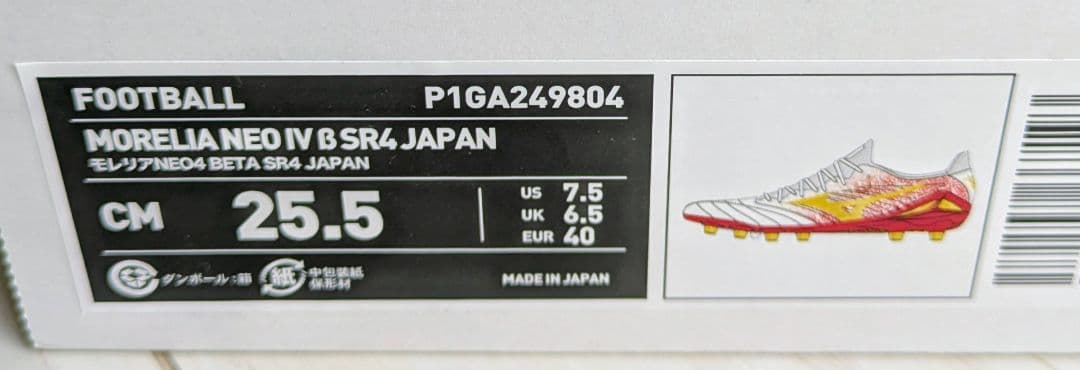 FOOTBALL P1GA249804
MORELIA NEO IV β SR4 JAPAN
モレリアNEO4 BETA SR4 JAPAN
CM 25.5
US 7.5
UK 6.5
EUR 40
ダンボール:箱 紙 中包装紙
保形材
MADE IN JAPAN